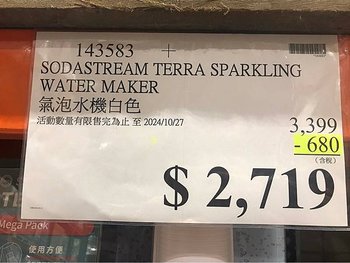 143583 +
SODASTREAM TERRA SPARKLING
WATER MAKER
氣泡水機白色
活動數量有限售完為止 至 2024/10/27
3,399
- 680
(含稅)
$ 2,719
Mega Pack
使用方便